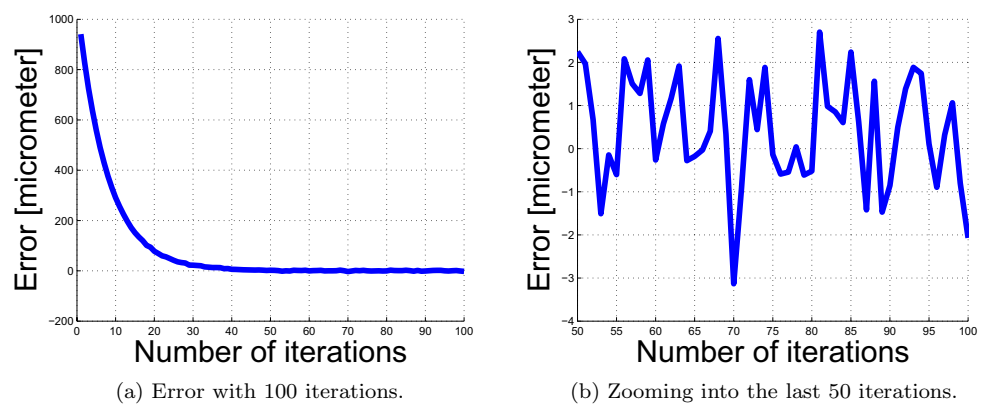 Error [micrometer]
1000
800
600
400
200
0
−200
0 10 20 30 40 50 60 70 80 90 100
Number of iterations
(a) Error with 100 iterations.
Error [micrometer]
3
2
1
0
−1
−2
−3
−4
50 55 60 65 70 75 80 85 90 95 100
Number of iterations
(b) Zooming into the last 50 iterations.